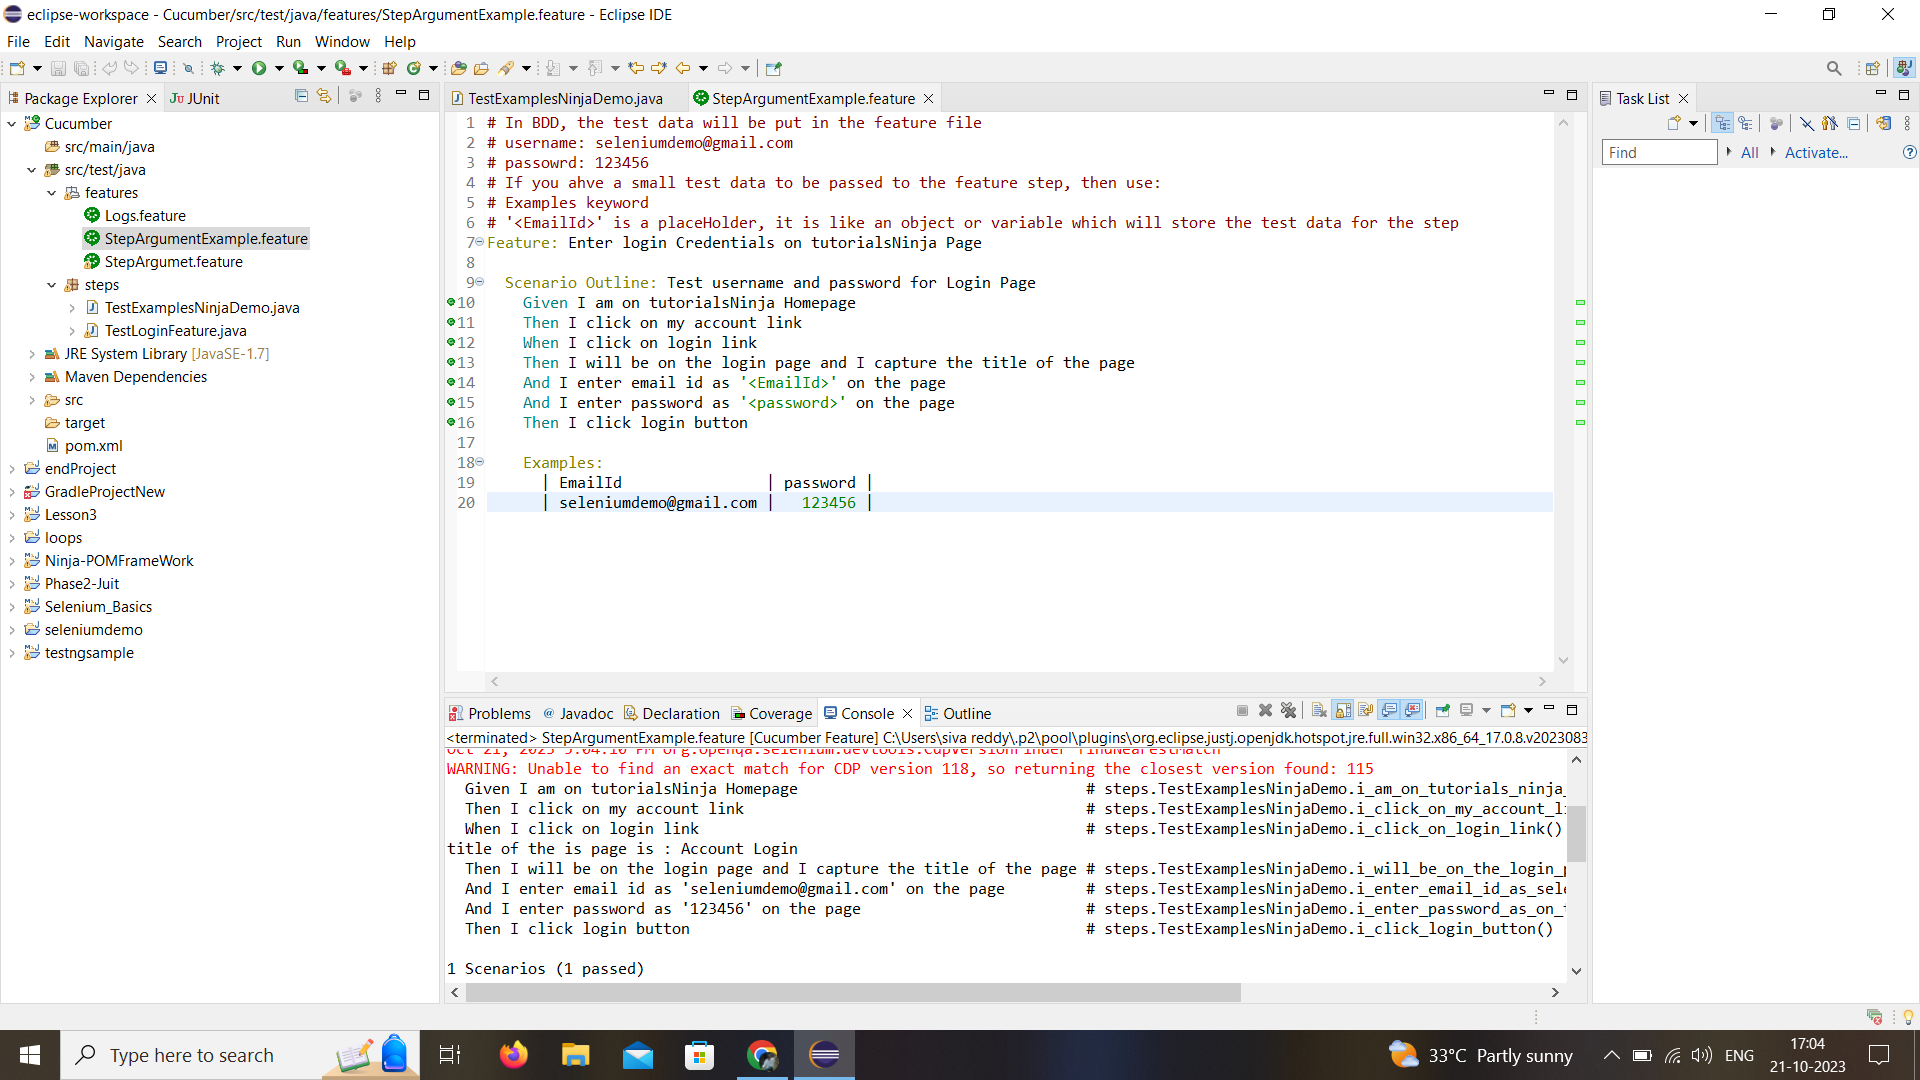 eclipse-workspace - Cucumber/src/test/java/features/StepArgumentExample.feature - Eclipse IDE
File Edit Navigate Search Project Run Window Help
Package Explorer
JUnit
Cucumber
src/main/java
src/test/java
features
Logs.feature
StepArgumentExample.feature
StepArgumet.feature
steps
TestExamplesNinjaDemo.java
TestLoginFeature.java
JRE System Library [JavaSE-1.7]
Maven Dependencies
src
target
pom.xml
endProject
GradleProjectNew
Lesson3
loops
Ninja-POMFrameWork
Phase2-Juit
Selenium_Basics
seleniumdemo
testngsample
TestExamplesNinjaDemo.java
StepArgumentExample.feature
1 # In BDD, the test data will be put in the feature file
2 # username: seleniumdemo@gmail.com
3 # passowrd: 123456
4 # If you ahve a small test data to be passed to the feature step, then use:
5 # Examples keyword
6 # '<EmailId>' is a placeHolder, it is like an object or variable which will store the test data for the step
7 Feature: Enter login Credentials on tutorialsNinja Page
8
9 Scenario Outline: Test username and password for Login Page
10 Given I am on tutorialsNinja Homepage
11 Then I click on my account link
12 When I click on login link
13 Then I will be on the login page and I capture the title of the page
14 And I enter email id as '<EmailId>' on the page
15 And I enter password as '<password>' on the page
16 Then I click login button
17
18 Examples:
19 | EmailId | password |
20 | seleniumdemo@gmail.com | 123456 |
Task List
Find
All
Activate...
Problems
Javadoc
Declaration
Coverage
Console
Outline
<terminated> StepArgumentExample.feature [Cucumber Feature] C:\Users\siva reddy\.p2\pool\plugins\org.eclipse.justj.openjdk.hotspot.jre.full.win32.x86_64_17.0.8.v2023083
Oct 21, 2023 5:04:10 PM org.openqa.selenium.devtools.CdpVersionFinder findNearestMatch
WARNING: Unable to find an exact match for CDP version 118, so returning the closest version found: 115
Given I am on tutorialsNinja Homepage # steps.TestExamplesNinjaDemo.i_am_on_tutorials_ninja_
Then I click on my account link # steps.TestExamplesNinjaDemo.i_click_on_my_account_li
When I click on login link # steps.TestExamplesNinjaDemo.i_click_on_login_link()
title of the is page is : Account Login
Then I will be on the login page and I capture the title of the page # steps.TestExamplesNinjaDemo.i_will_be_on_the_login_p
And I enter email id as 'seleniumdemo@gmail.com' on the page # steps.TestExamplesNinjaDemo.i_enter_email_id_as_sele
And I enter password as '123456' on the page # steps.TestExamplesNinjaDemo.i_enter_password_as_on_t
Then I click login button # steps.TestExamplesNinjaDemo.i_click_login_button()
1 Scenarios (1 passed)
Type here to search
33°C Partly sunny
ENG
17:04
21-10-2023